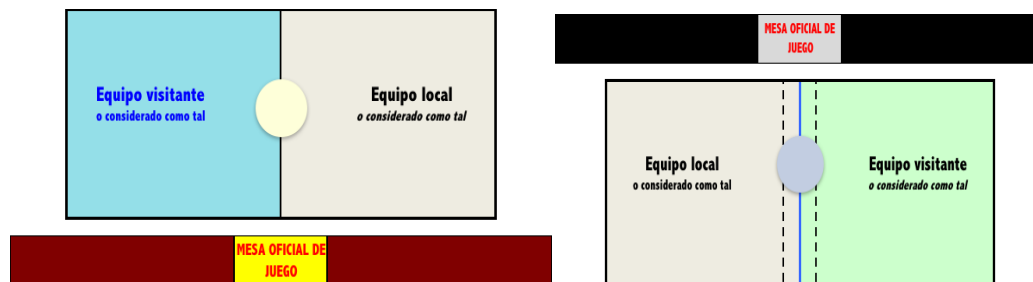 Equipo visitante
o considerado como tal
Equipo local
o considerado como tal
MESA OFICIAL DE
JUEGO
MESA OFICIAL DE
JUEGO
Equipo local
o considerado como tal
Equipo visitante
o considerado como tal